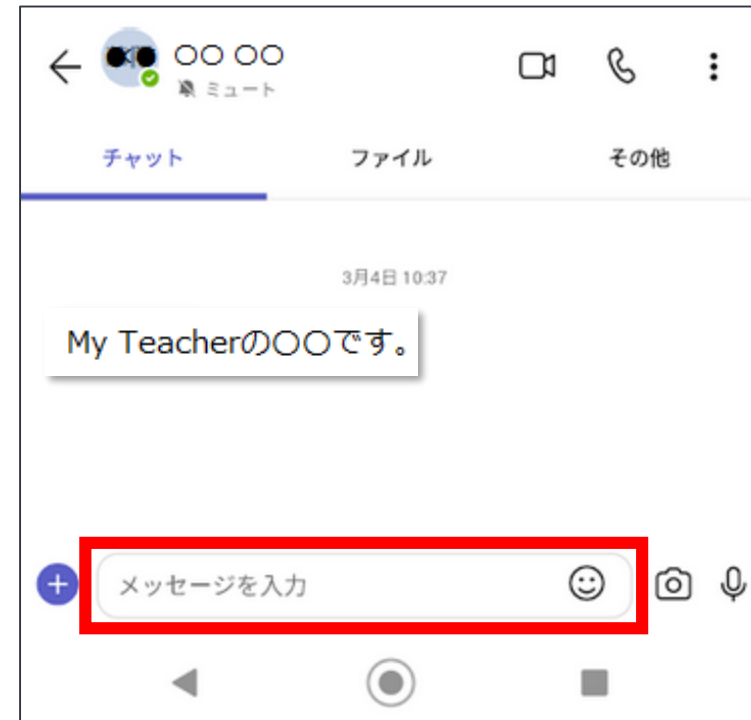 〇〇 〇〇
ミュート
チャット ファイル その他
3月4日 10:37
My Teacherの〇〇です。
メッセージを入力